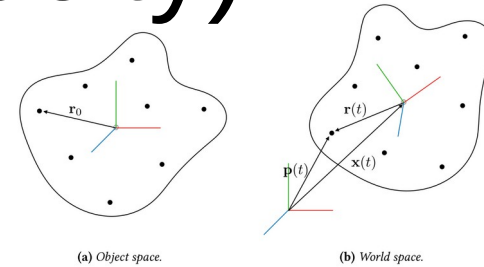 r₀
r(t)
p(t)
x(t)
(a) Object space.
(b) World space.